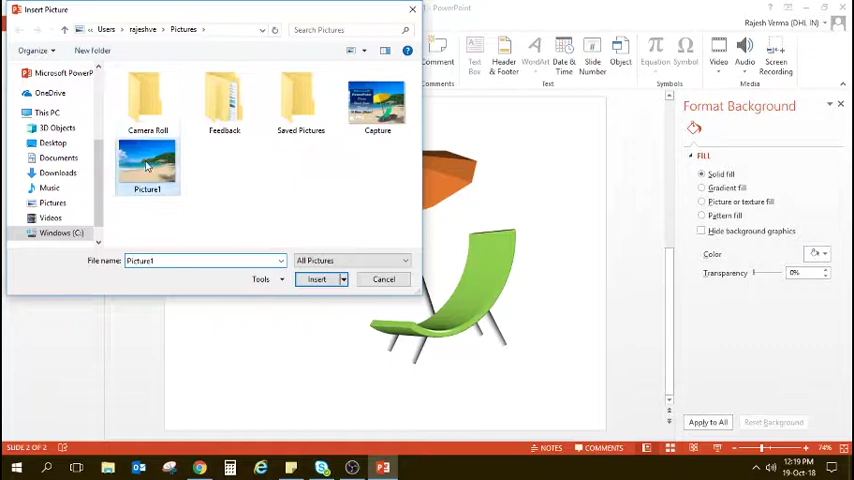 Insert Picture
- PowerPoint
Users › rajeshve › Pictures ›
Search Pictures
Rajesh Verma (DHI, IN)
Organize
New folder
Comment
Text Box
Header & Footer
WordArt
Date & Time
Slide Number
Object
Equation
Symbol
Video
Audio
Screen Recording
Text
Symbols
Media
Microsoft PowerP
OneDrive
This PC
3D Objects
Desktop
Documents
Downloads
Music
Pictures
Videos
Windows (C:)
Camera Roll
Feedback
Saved Pictures
Capture
Picture1
File name:
Picture1
All Pictures
Tools
Insert
Cancel
Format Background
FILL
Solid fill
Gradient fill
Picture or texture fill
Pattern fill
Hide background graphics
Color
Transparency
0%
Apply to All
Reset Background
SLIDE 2 OF 2
NOTES
COMMENTS
74%
12:19 PM
19-Oct-18